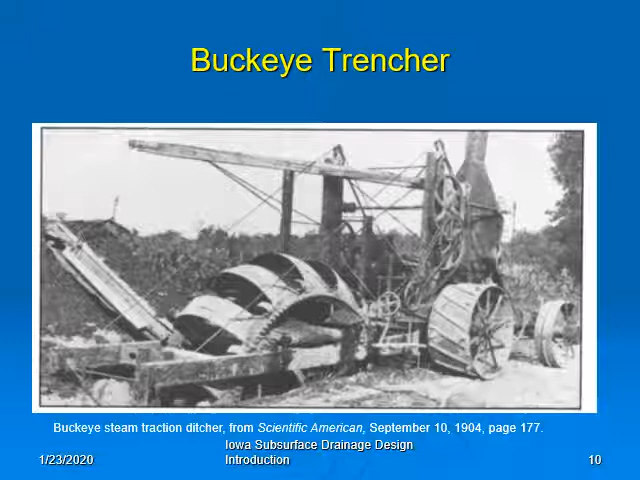 Buckeye Trencher
Buckeye steam traction ditcher, from Scientific American, September 10, 1904, page 177.
Iowa Subsurface Drainage Design
1/23/2020 Introduction 10